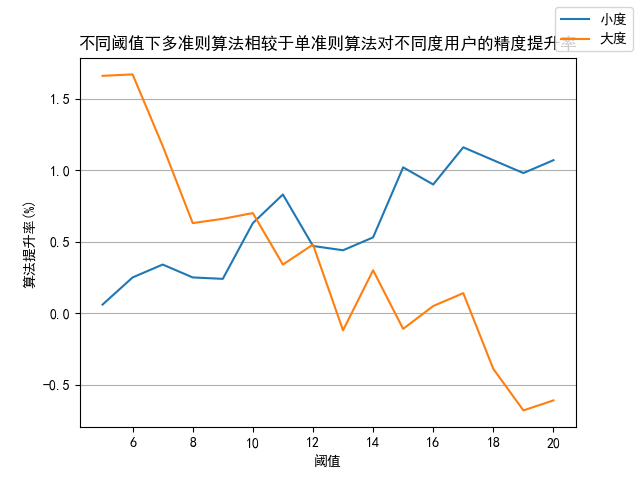 不同阈值下多准则算法相较于单准则算法对不同度用户的精度提升率
小度
大度
算法提升率(%)
1.5
1.0
0.5
0.0
−0.5
6 8 10 12 14 16 18 20
阈值